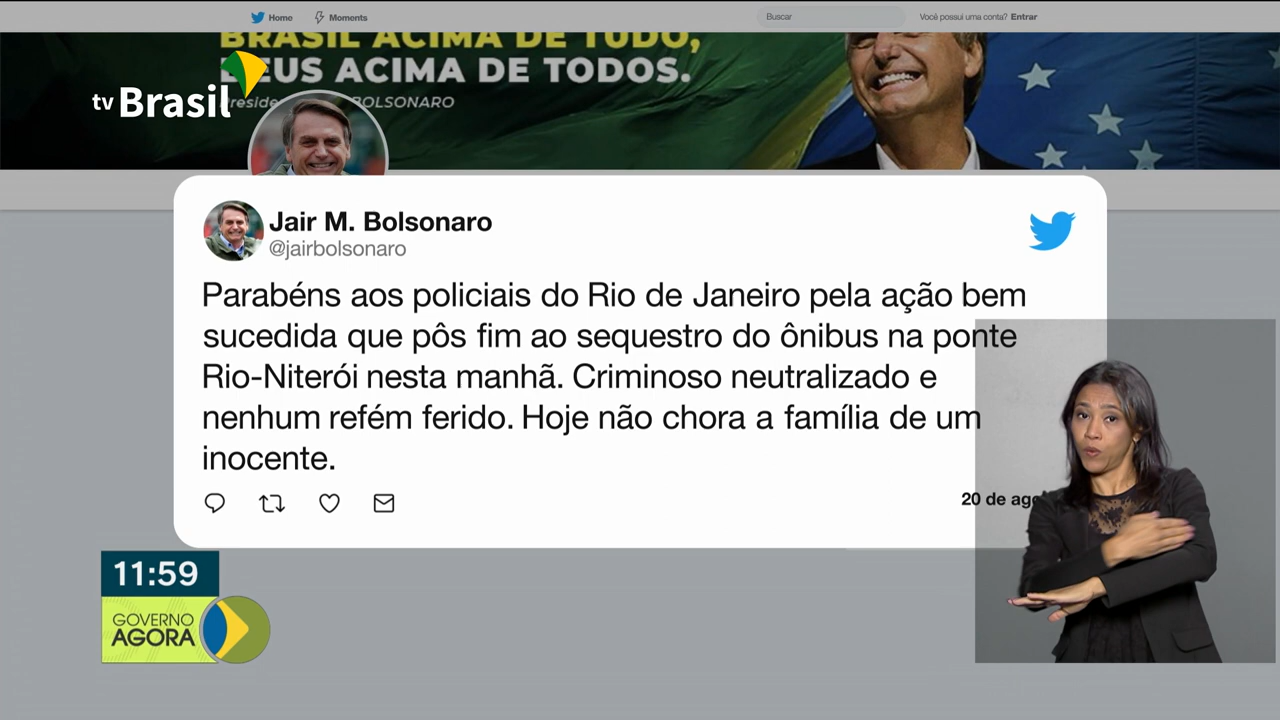 Home Moments Buscar Você possui uma conta? Entrar
BRASIL ACIMA DE TUDO,
DEUS ACIMA DE TODOS.
BOLSONARO
tv Brasil
Jair M. Bolsonaro
@jairbolsonaro
Parabéns aos policiais do Rio de Janeiro pela ação bem
sucedida que pôs fim ao sequestro do ônibus na ponte
Rio-Niterói nesta manhã. Criminoso neutralizado e
nenhum refém ferido. Hoje não chora a família de um
inocente.
20 de
11:59
GOVERNO
AGORA